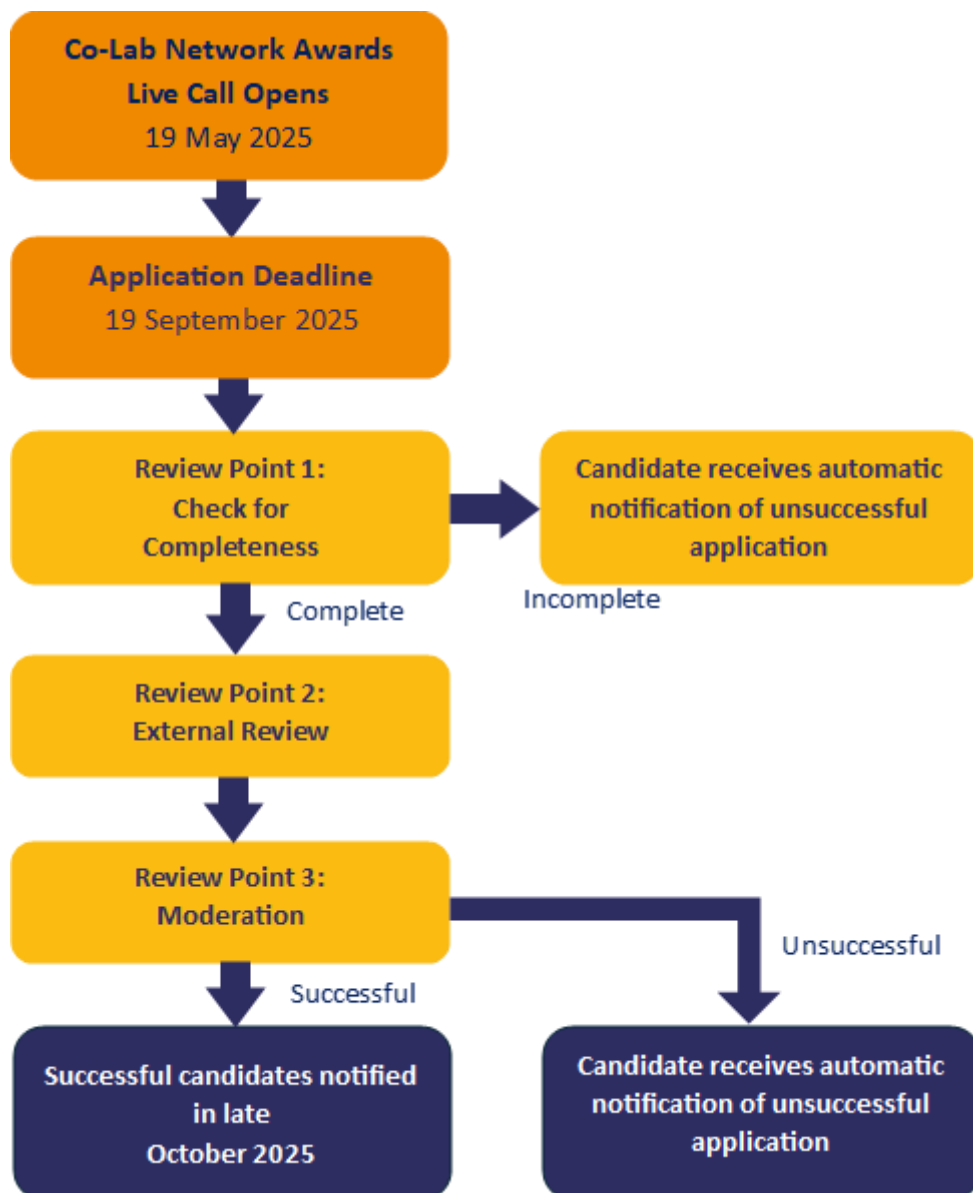 Co-Lab Network Awards
Live Call Opens
19 May 2025
Application Deadline
19 September 2025
Review Point 1:
Check for
Completeness
Candidate receives automatic
notification of unsuccessful
application
Complete
Incomplete
Review Point 2:
External Review
Review Point 3:
Moderation
Unsuccessful
Successful
Successful candidates notified
in late
October 2025
Candidate receives automatic
notification of unsuccessful
application